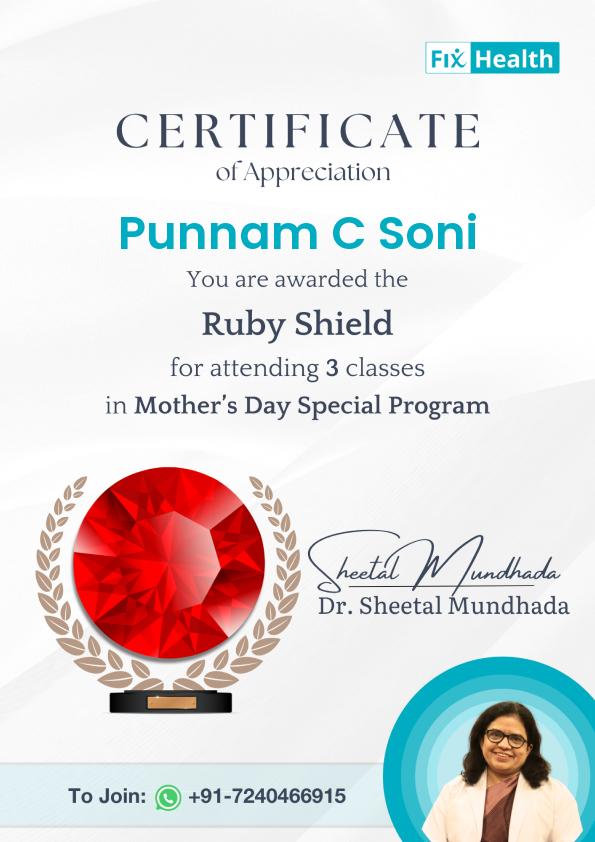 Fix Health
CERTIFICATE
of Appreciation
Punnam C Soni
You are awarded the
Ruby Shield
for attending 3 classes
in Mother’s Day Special Program
Sheetal Mundhada
Dr. Sheetal Mundhada
To Join: +91-7240466915